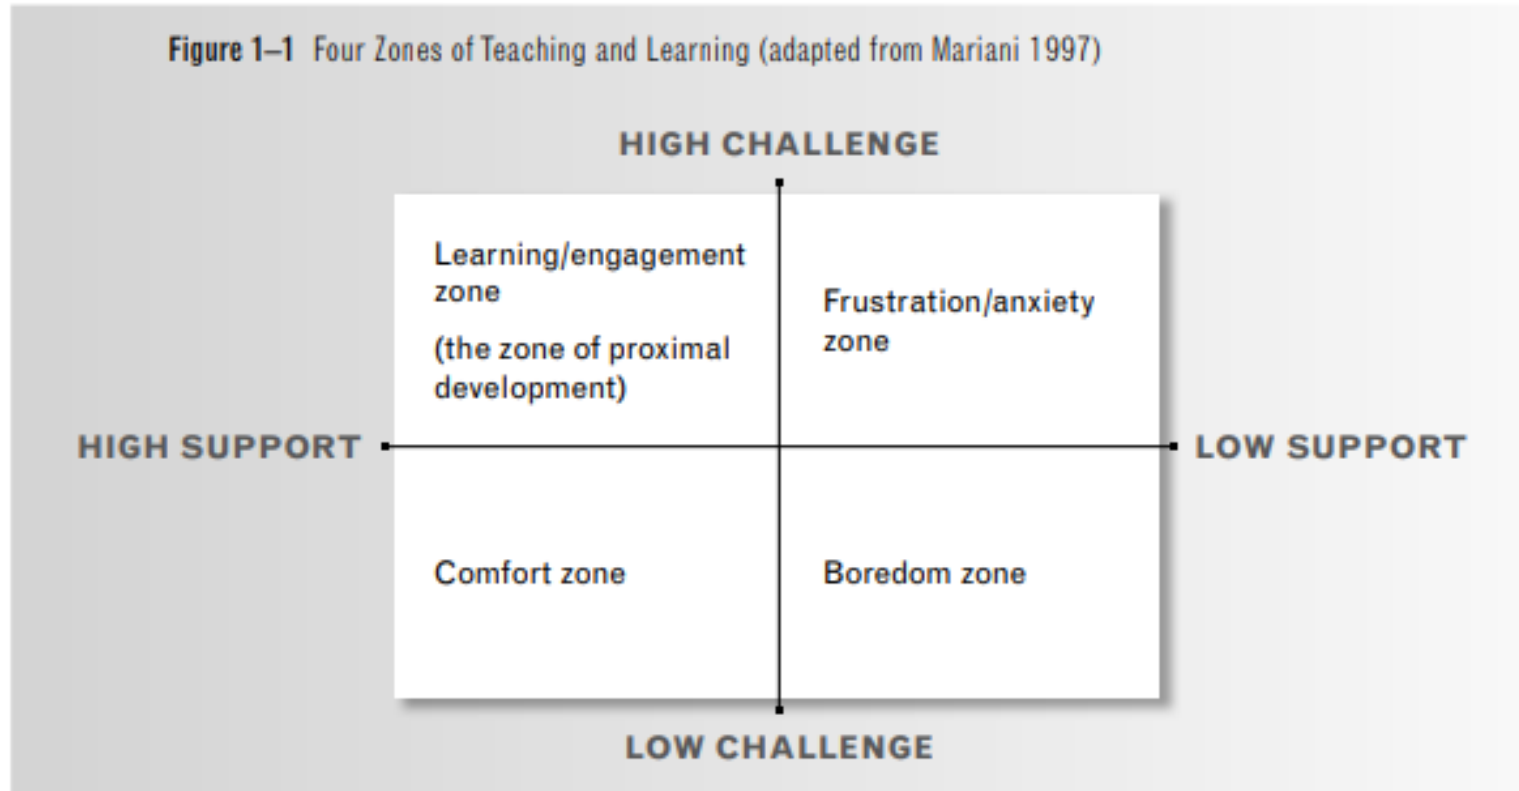 Figure 1–1 Four Zones of Teaching and Learning (adapted from Mariani 1997)
HIGH CHALLENGE
Learning/engagement
zone
(the zone of proximal
development)
Frustration/anxiety
zone
HIGH SUPPORT
LOW SUPPORT
Comfort zone
Boredom zone
LOW CHALLENGE